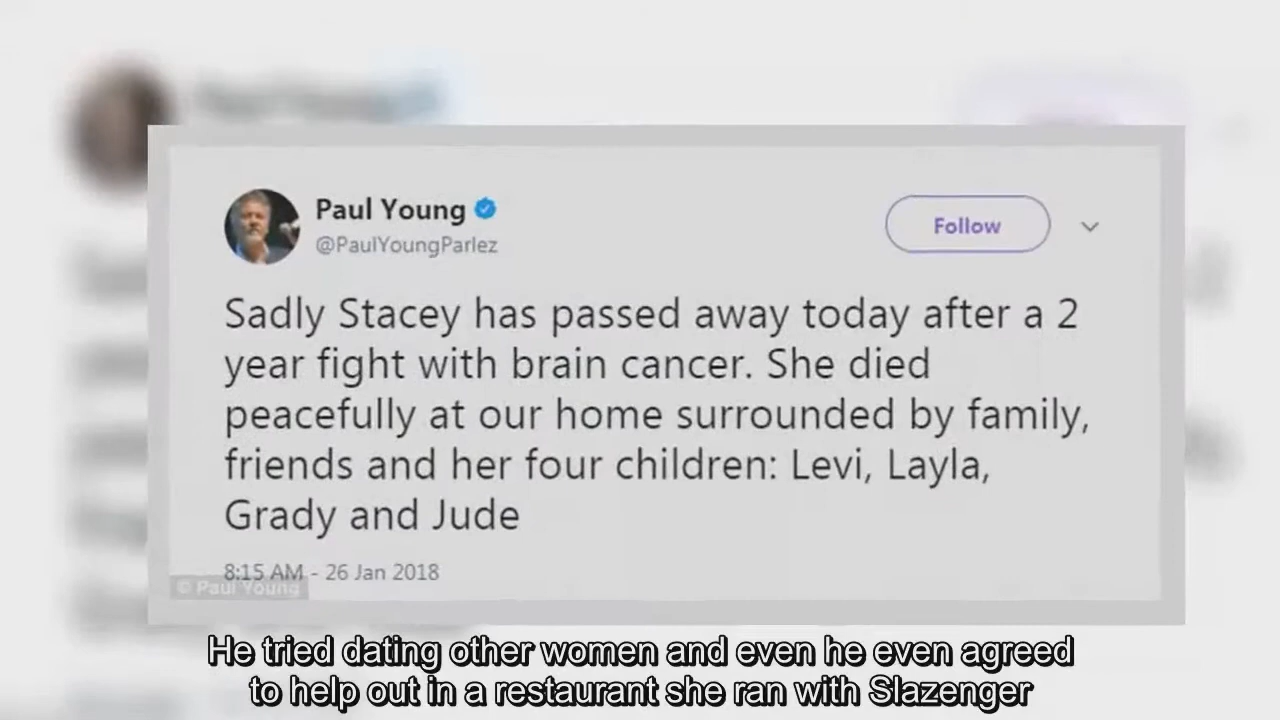 Paul Young
@PaulYoungParlez
Follow
Sadly Stacey has passed away today after a 2
year fight with brain cancer. She died
peacefully at our home surrounded by family,
friends and her four children: Levi, Layla,
Grady and Jude
8:15 AM - 26 Jan 2018
© Paul Young
He tried dating other women and even he even agreed
to help out in a restaurant she ran with Slazenger